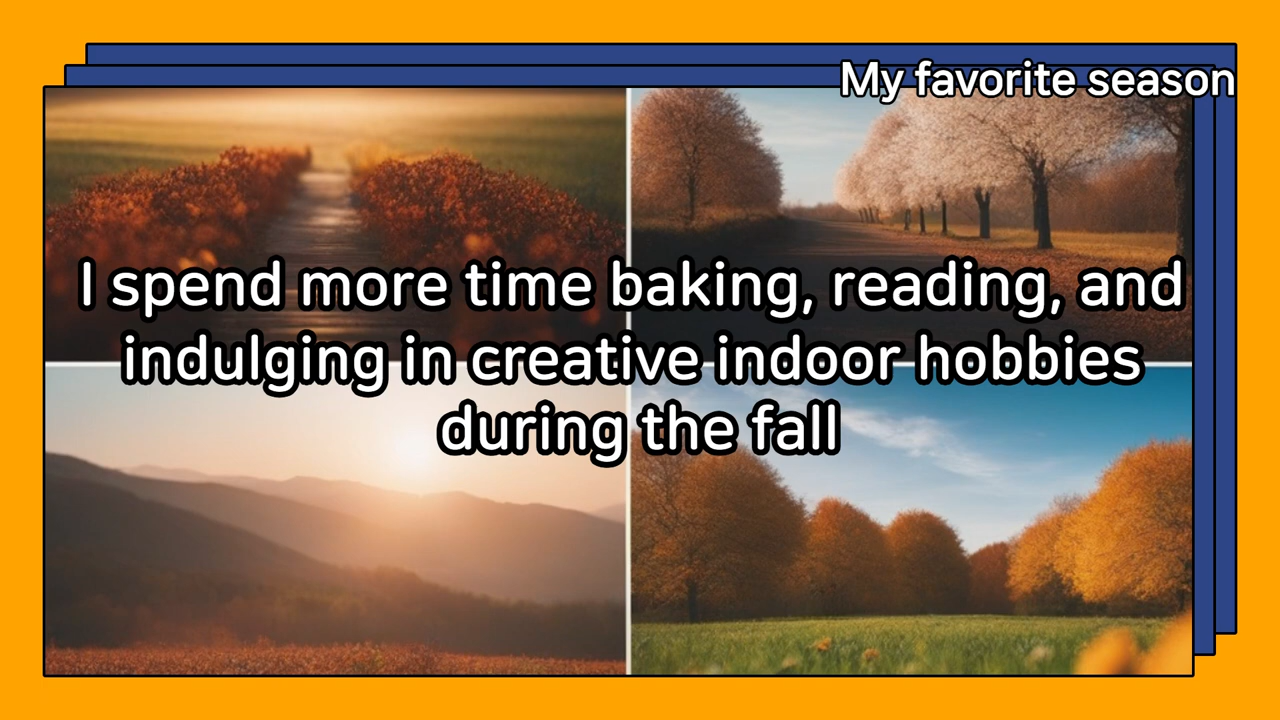 My favorite season
I spend more time baking, reading, and
indulging in creative indoor hobbies
during the fall